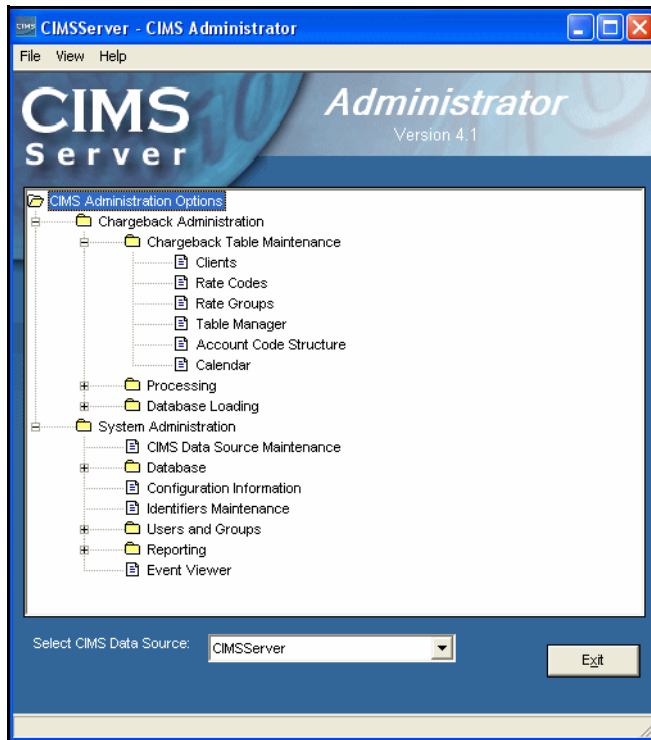 CIMS CIMSServer - CIMS Administrator
File View Help
CIMS Administrator
Version 4.1
Server
CIMS Administration Options
Chargeback Administration
Chargeback Table Maintenance
Clients
Rate Codes
Rate Groups
Table Manager
Account Code Structure
Calendar
Processing
Database Loading
System Administration
CIMS Data Source Maintenance
Database
Configuration Information
Identifiers Maintenance
Users and Groups
Reporting
Event Viewer
Select CIMS Data Source: CIMSServer
Exit